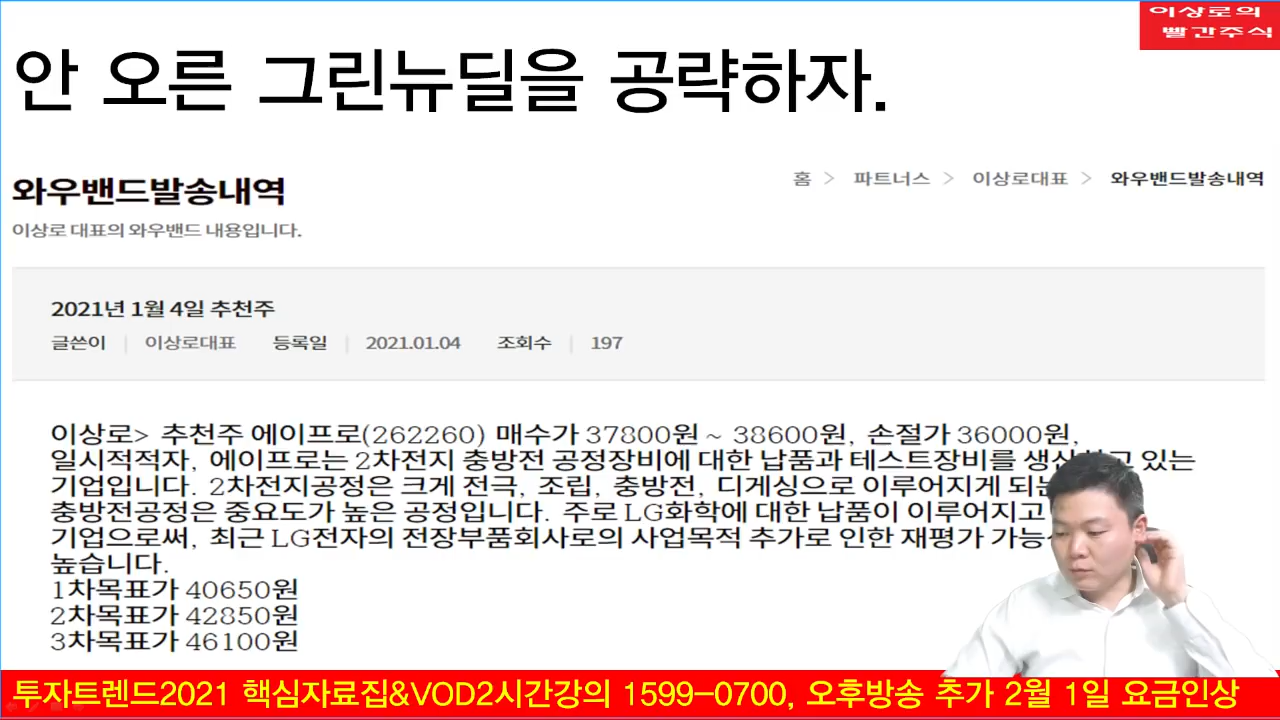 이상로의
빨간주식
안 오른 그린뉴딜을 공략하자.
홈 > 파트너스 > 이상로대표 > 와우밴드발송내역
와우밴드발송내역
이상로 대표의 와우밴드 내용입니다.
2021년 1월 4일 추천주
글쓴이 | 이상로대표 등록일 | 2021.01.04 조회수 | 197
이상로> 추천주 에이프로(262260) 매수가 37800원 ~ 38600원, 손절가 36000원,
일시적적자, 에이프로는 2차전지 충방전 공정장비에 대한 납품과 테스트장비를 있는
기업입니다. 2차전지공정은 크게 전극, 조립, 충방전, 디게싱으로 이루어지게
충방전공정은 중요도가 높은 공정입니다. 주로 LG화학에 대한 납품이 이루어지고
기업으로써, 최근 LG전자의 전장부품회사로의 사업목적 추가로 인한 재평가
높습니다.
1차목표가 40650원
2차목표가 42850원
3차목표가 46100원
투자트렌드2021 핵심자료집&VOD2시간강의 1599-0700, 오후방송 추가 2월 1일 요금인상